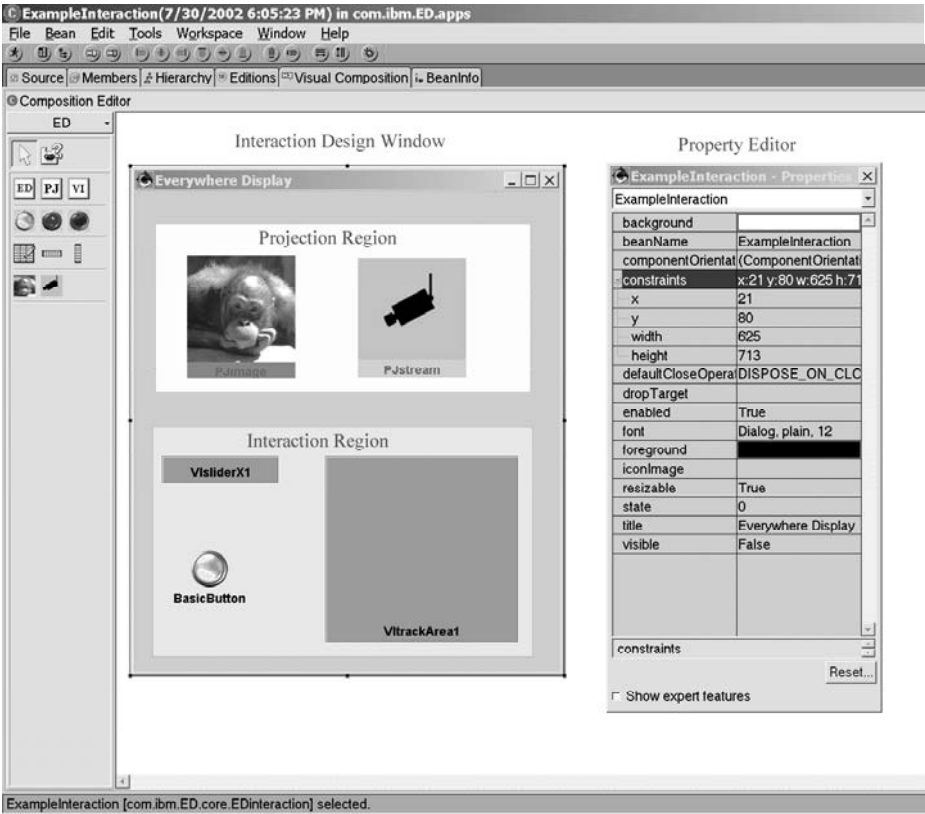 ExampleInteraction(7/30/2002 6:05:23 PM) in com.ibm.ED.apps
File Bean Edit Tools Workspace Window Help
Source Members Hierarchy Editions Visual Composition BeanInfo
Composition Editor
ED
ED PJ VI
Interaction Design Window
Everywhere Display
Projection Region
PJimage
PJstream
Interaction Region
VIsliderX1
BasicButton
VItrackArea1
Property Editor
ExampleInteraction - Properties
ExampleInteraction
background
beanName ExampleInteraction
componentOrientat (ComponentOrientati
constraints x:21 y:80 w:625 h:71
x 21
y 80
width 625
height 713
defaultCloseOperat DISPOSE_ON_CLO
dropTarget
enabled True
font Dialog, plain, 12
foreground
iconImage
resizable True
state 0
title Everywhere Display
visible False
constraints
Reset...
Show expert features
ExampleInteraction [com.ibm.ED.core.EDinteraction] selected.